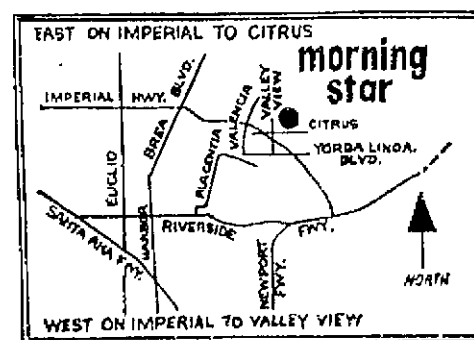 EAST ON IMPERIAL TO CITRUS
morning
star
IMPERIAL HWY.
BREA BLVD.
VALENCIA
VALLEY
VIEW
CITRUS
YORBA LINDA
BLVD.
PLACENTIA
EUCLID
HARBOR
RIVERSIDE
FWY.
SANTA ANA FWY.
NEWPORT
FWY.
NORTH
WEST ON IMPERIAL TO VALLEY VIEW